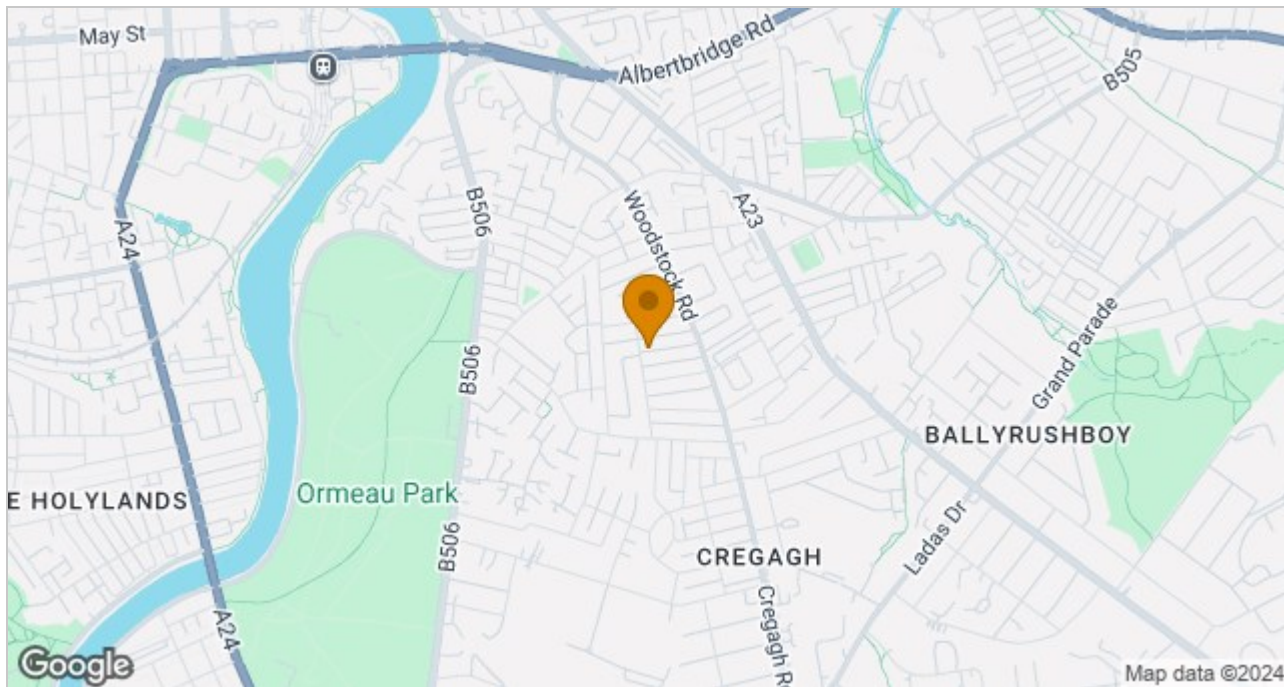 May St
Albertbridge Rd
B505
A24
B506
Woodstock Rd
A23
B506
Grand Parade
BALLYRUSHBOY
E HOLYLANDS
Ormeau Park
B506
Ladas Dr
CREGAGH
A24
Cregagh R
Google
Map data ©2024